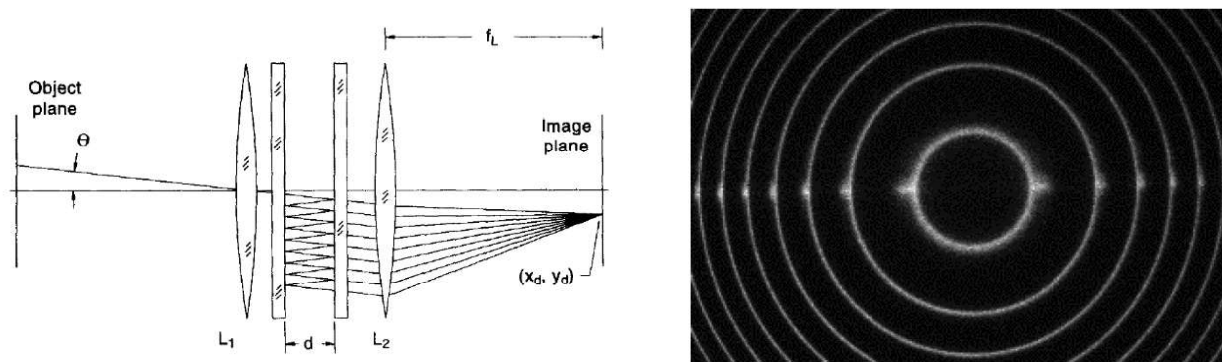 f_L
Object
plane
Θ
Image
plane
(x_d, y_d)
L_1
d
L_2